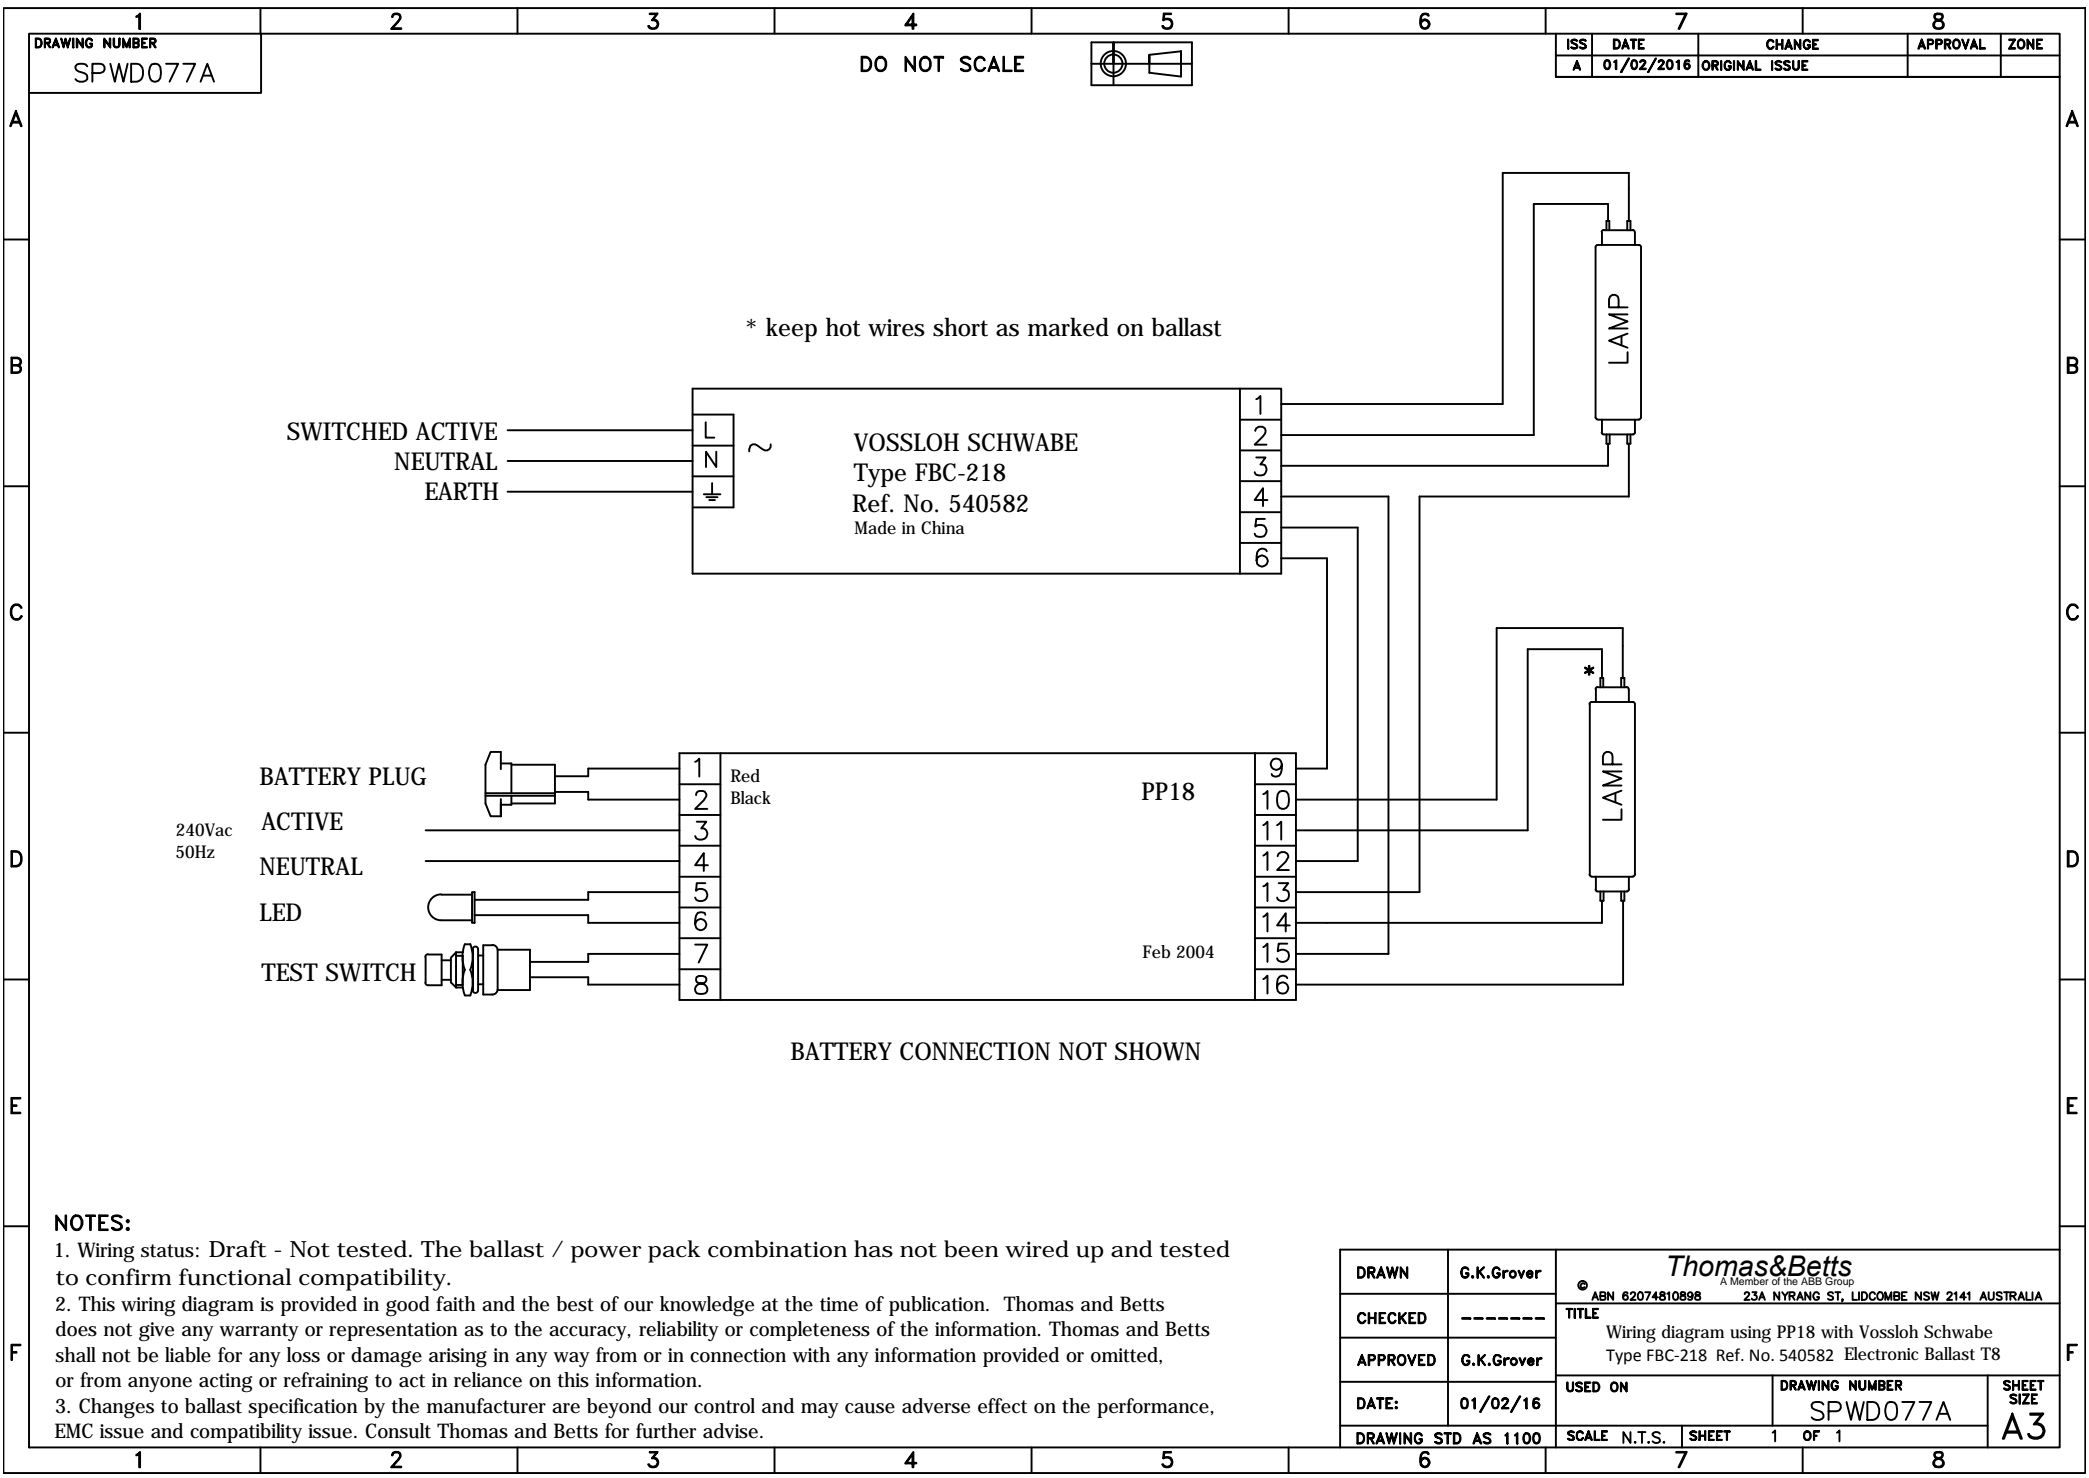 1 2 3 4 5 6 7 8
DRAWING NUMBER
SPWD077A
DO NOT SCALE
ISS DATE CHANGE APPROVAL ZONE
A 01/02/2016 ORIGINAL ISSUE
A A
LAMP
* keep hot wires short as marked on ballast
B B
SWITCHED ACTIVE
NEUTRAL
EARTH
L
N
~
VOSSLOH SCHWABE
Type FBC-218
Ref. No. 540582
Made in China
1
2
3
4
5
6
C C
*
LAMP
BATTERY PLUG
240Vac
50Hz
ACTIVE
NEUTRAL
LED
TEST SWITCH
1
2
3
4
5
6
7
8
Red
Black
PP18
Feb 2004
9
10
11
12
13
14
15
16
D D
BATTERY CONNECTION NOT SHOWN
E E
NOTES:
1. Wiring status: Draft - Not tested. The ballast / power pack combination has not been wired up and tested
to confirm functional compatibility.
2. This wiring diagram is provided in good faith and the best of our knowledge at the time of publication. Thomas and Betts
does not give any warranty or representation as to the accuracy, reliability or completeness of the information. Thomas and Betts
shall not be liable for any loss or damage arising in any way from or in connection with any information provided or omitted,
or from anyone acting or refraining to act in reliance on this information.
3. Changes to ballast specification by the manufacturer are beyond our control and may cause adverse effect on the performance,
EMC issue and compatibility issue. Consult Thomas and Betts for further advise.
F F
DRAWN G.K.Grover
CHECKED -------
APPROVED G.K.Grover
DATE: 01/02/16
DRAWING STD AS 1100
Thomas&Betts
A Member of the ABB Group
© ABN 62074810898 23A NYRANG ST, LIDCOMBE NSW 2141 AUSTRALIA
TITLE
Wiring diagram using PP18 with Vossloh Schwabe
Type FBC-218 Ref. No. 540582 Electronic Ballast T8
USED ON
DRAWING NUMBER
SPWD077A
SHEET
SIZE
A3
SCALE N.T.S. SHEET 1 OF 1
1 2 3 4 5 6 7 8